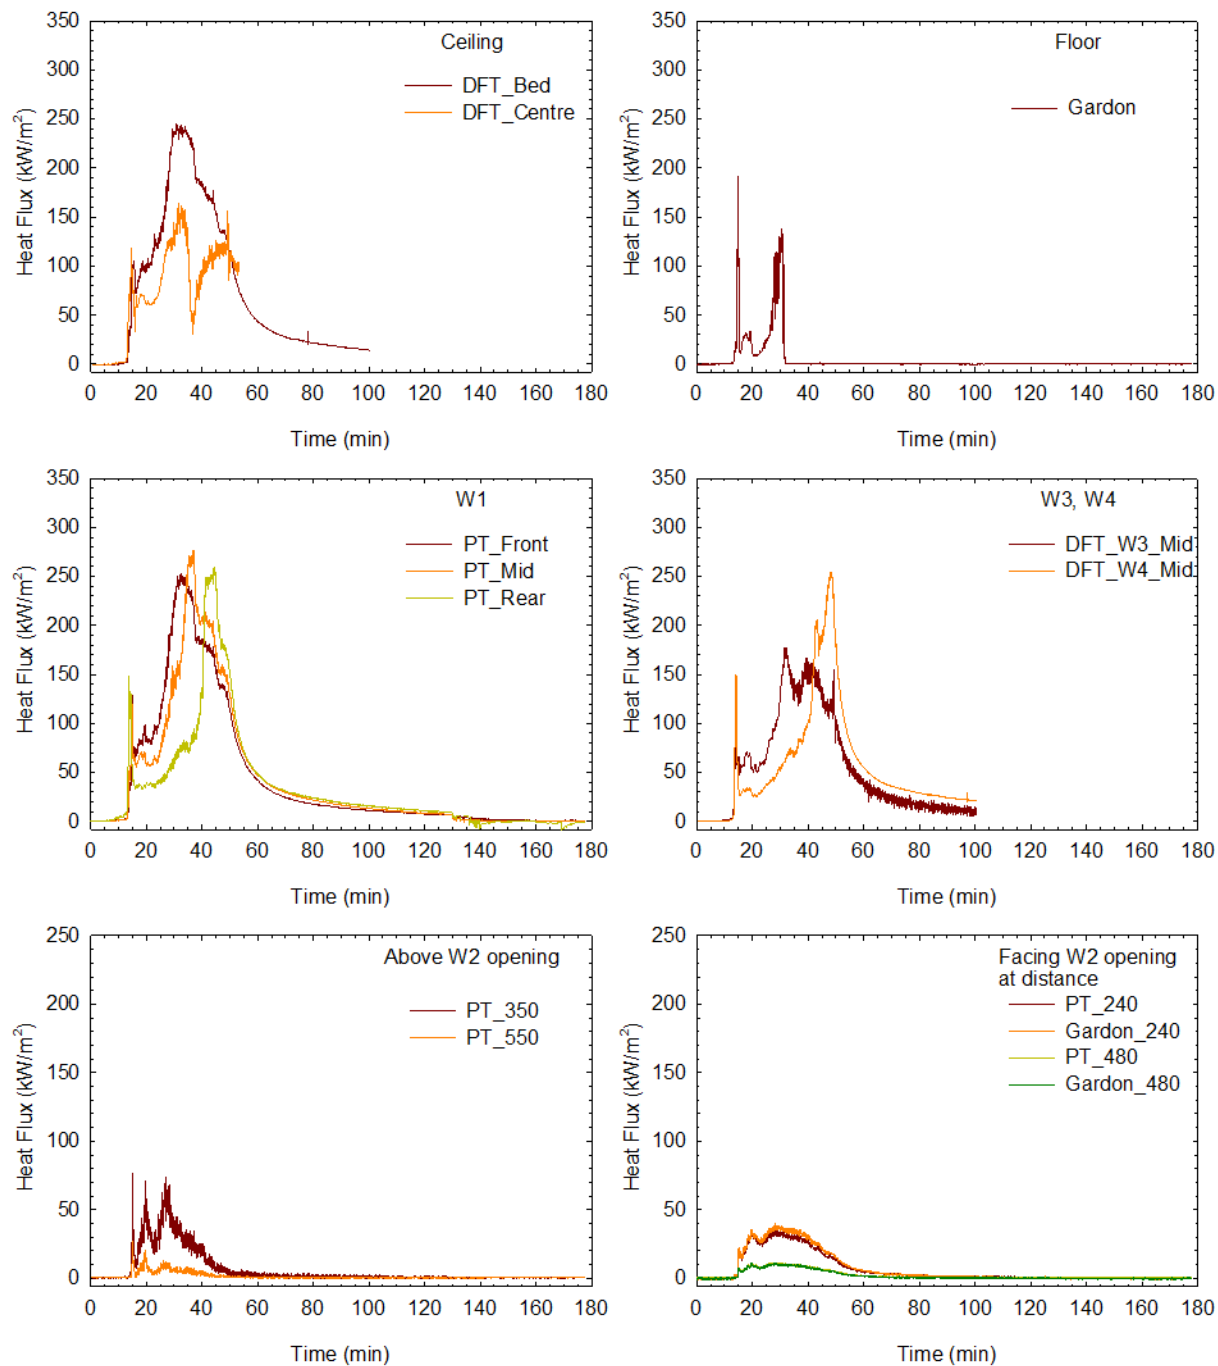 Ceiling
DFT_Bed
DFT_Centre
Heat Flux (kW/m²)
350
300
250
200
150
100
50
0
0 20 40 60 80 100 120 140 160 180
Time (min)
Floor
Gardon
Heat Flux (kW/m²)
350
300
250
200
150
100
50
0
0 20 40 60 80 100 120 140 160 180
Time (min)
W1
PT_Front
PT_Mid
PT_Rear
Heat Flux (kW/m²)
350
300
250
200
150
100
50
0
0 20 40 60 80 100 120 140 160 180
Time (min)
W3, W4
DFT_W3_Mid
DFT_W4_Mid
Heat Flux (kW/m²)
350
300
250
200
150
100
50
0
0 20 40 60 80 100 120 140 160 180
Time (min)
Above W2 opening
PT_350
PT_550
Heat Flux (kW/m²)
250
200
150
100
50
0
0 20 40 60 80 100 120 140 160 180
Time (min)
Facing W2 opening
at distance
PT_240
Gardon_240
PT_480
Gardon_480
Heat Flux (kW/m²)
250
200
150
100
50
0
0 20 40 60 80 100 120 140 160 180
Time (min)